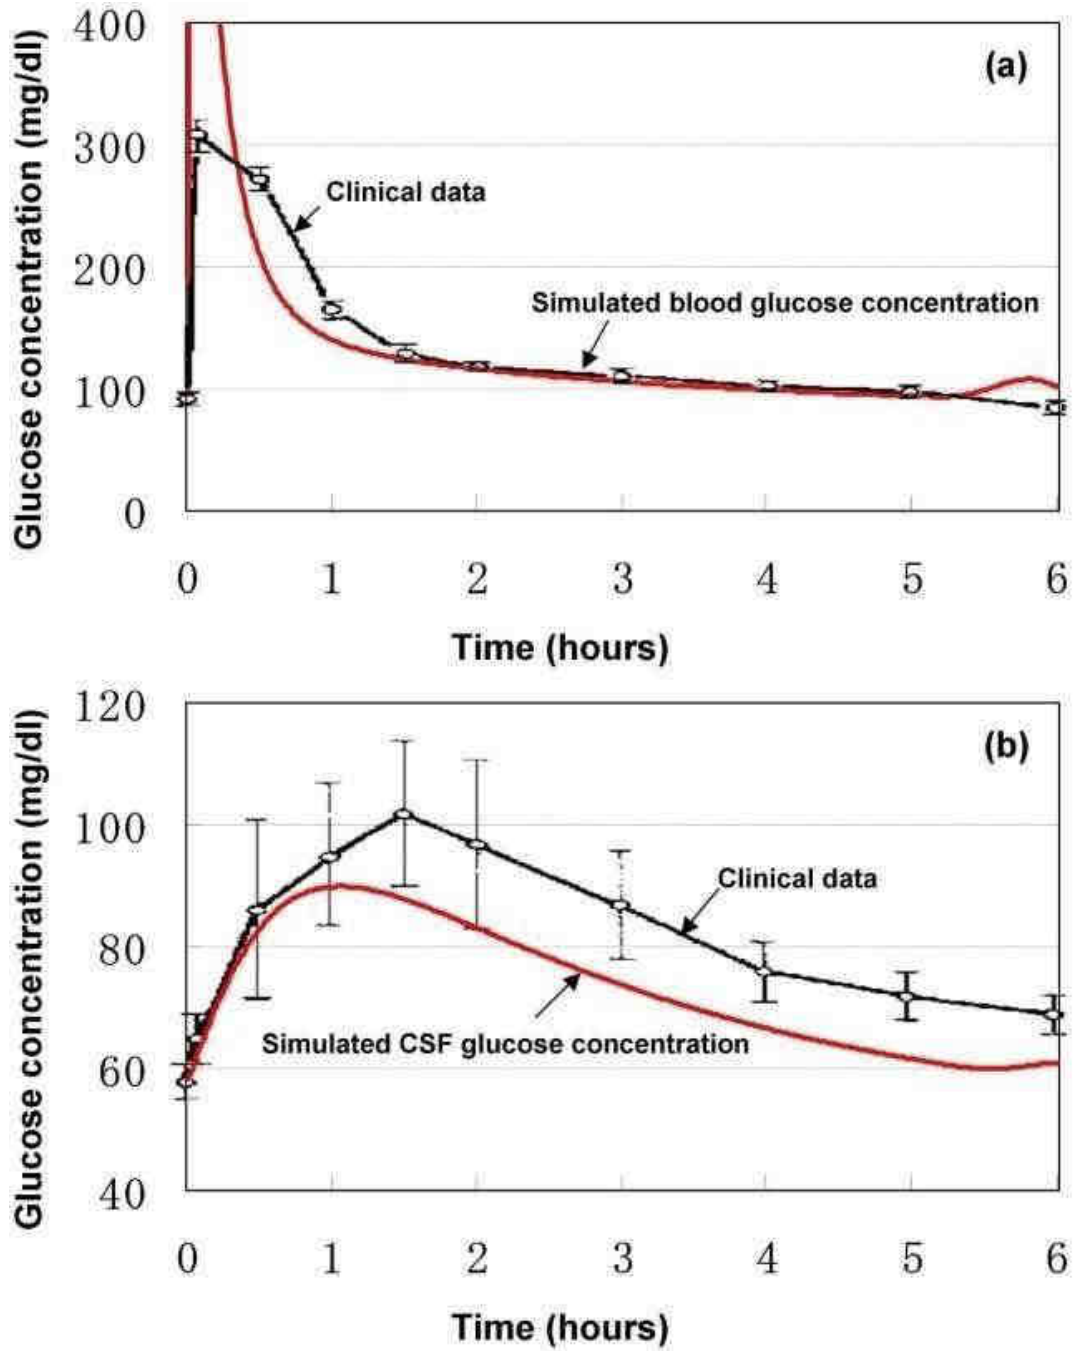 Glucose concentration (mg/dl)
400
300
200
100
0
(a)
Clinical data
Simulated blood glucose concentration
0 1 2 3 4 5 6
Time (hours)
Glucose concentration (mg/dl)
120
100
80
60
40
(b)
Clinical data
Simulated CSF glucose concentration
0 1 2 3 4 5 6
Time (hours)